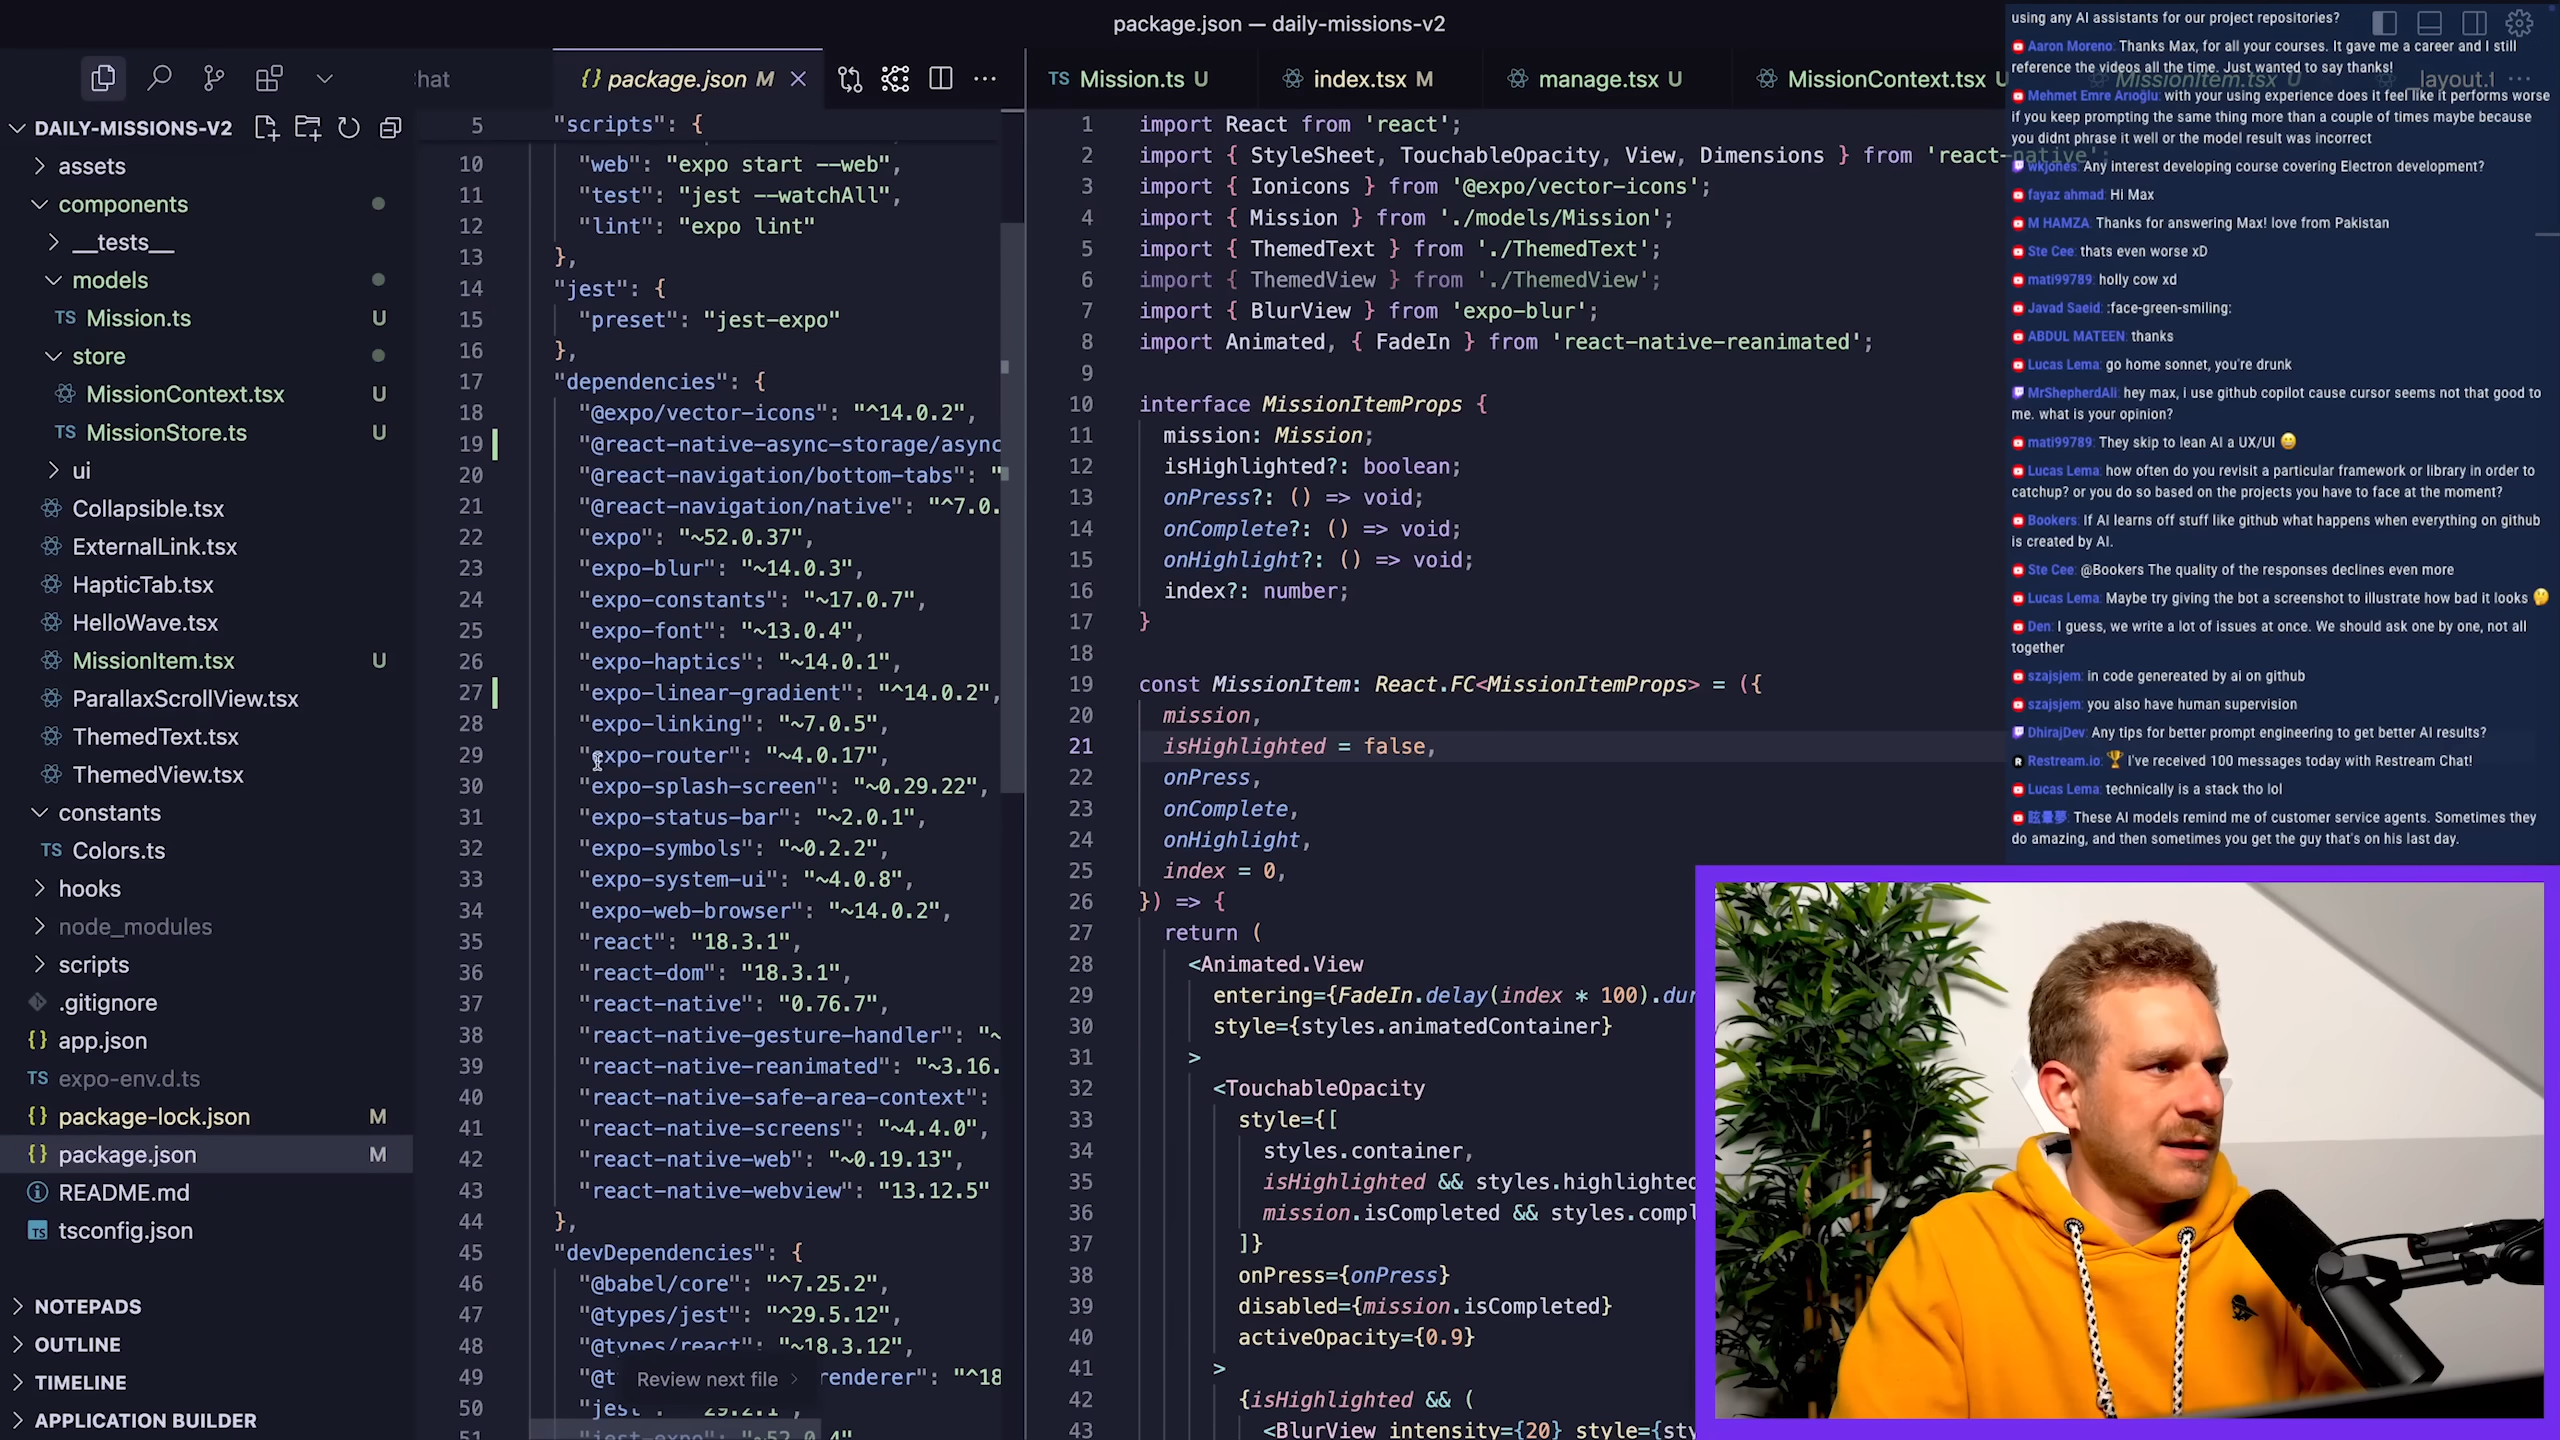 package.json — daily-missions-v2
hat
package.json M
DAILY-MISSIONS-V2
assets
components
__tests__
models
Mission.ts U
store
MissionContext.tsx U
MissionStore.ts U
ui
Collapsible.tsx
ExternalLink.tsx
HapticTab.tsx
HelloWave.tsx
MissionItem.tsx U
ParallaxScrollView.tsx
ThemedText.tsx
ThemedView.tsx
constants
Colors.ts
hooks
node_modules
scripts
.gitignore
app.json
expo-env.d.ts
package-lock.json M
package.json M
README.md
tsconfig.json
NOTEPADS
OUTLINE
TIMELINE
APPLICATION BUILDER
5 "scripts": {
10 "web": "expo start --web",
11 "test": "jest --watchAll",
12 "lint": "expo lint"
13 },
14 "jest": {
15 "preset": "jest-expo"
16 },
17 "dependencies": {
18 "@expo/vector-icons": "^14.0.2",
19 "@react-native-async-storage/async
20 "@react-navigation/bottom-tabs": "
21 "@react-navigation/native": "^7.0.
22 "expo": "~52.0.37",
23 "expo-blur": "~14.0.3",
24 "expo-constants": "~17.0.7",
25 "expo-font": "~13.0.4",
26 "expo-haptics": "~14.0.1",
27 "expo-linear-gradient": "^14.0.2",
28 "expo-linking": "~7.0.5",
29 "expo-router": "~4.0.17",
30 "expo-splash-screen": "~0.29.22",
31 "expo-status-bar": "~2.0.1",
32 "expo-symbols": "~0.2.2",
33 "expo-system-ui": "~4.0.8",
34 "expo-web-browser": "~14.0.2",
35 "react": "18.3.1",
36 "react-dom": "18.3.1",
37 "react-native": "0.76.7",
38 "react-native-gesture-handler": "~
39 "react-native-reanimated": "~3.16.
40 "react-native-safe-area-context":
41 "react-native-screens": "~4.4.0",
42 "react-native-web": "~0.19.13",
43 "react-native-webview": "13.12.5"
44 },
45 "devDependencies": {
46 "@babel/core": "^7.25.2",
47 "@types/jest": "^29.5.12",
48 "@types/react": "~18.3.12",
49 "@t Review next file renderer": "^18
50 "jest 29.2.1",
51 "jest-expo": "~52.0.4"
Mission.ts U
index.tsx M
manage.tsx U
MissionContext.tsx U
MissionItem.tsx U
_layout.t
1 import React from 'react';
2 import { StyleSheet, TouchableOpacity, View, Dimensions } from 'react-native';
3 import { Ionicons } from '@expo/vector-icons';
4 import { Mission } from './models/Mission';
5 import { ThemedText } from './ThemedText';
6 import { ThemedView } from './ThemedView';
7 import { BlurView } from 'expo-blur';
8 import Animated, { FadeIn } from 'react-native-reanimated';
9
10 interface MissionItemProps {
11 mission: Mission;
12 isHighlighted?: boolean;
13 onPress?: () => void;
14 onComplete?: () => void;
15 onHighlight?: () => void;
16 index?: number;
17 }
18
19 const MissionItem: React.FC<MissionItemProps> = ({
20 mission,
21 isHighlighted = false,
22 onPress,
23 onComplete,
24 onHighlight,
25 index = 0,
26 }) => {
27 return (
28 <Animated.View
29 entering={FadeIn.delay(index * 100).dur
30 style={styles.animatedContainer}
31 >
32 <TouchableOpacity
33 style={[
34 styles.container,
35 isHighlighted && styles.highlighted
36 mission.isCompleted && styles.compl
37 ]}
38 onPress={onPress}
39 disabled={mission.isCompleted}
40 activeOpacity={0.9}
41 >
42 {isHighlighted && (
43 <BlurView intensity={20} style={sty
using any AI assistants for our project repositories?
Aaron Moreno: Thanks Max, for all your courses. It gave me a career and I still
reference the videos all the time. Just wanted to say thanks!
Mehmet Emre Arıoğlu: with your using experience does it feel like it performs worse
if you keep prompting the same thing more than a couple of times maybe because
you didnt phrase it well or the model result was incorrect
wkjones: Any interest developing course covering Electron development?
fayaz ahmad: Hi Max
M HAMZA: Thanks for answering Max! love from Pakistan
Ste Cee: thats even worse xD
mati99789: holly cow xd
Javad Saeid: :face-green-smiling:
ABDUL MATEEN: thanks
Lucas Lema: go home sonnet, you're drunk
MrShepherdAli: hey max, i use github copilot cause cursor seems not that good to
me. what is your opinion?
mati99789: They skip to lean AI a UX/UI 😄
Lucas Lema: how often do you revisit a particular framework or library in order to
catchup? or you do so based on the projects you have to face at the moment?
Bookers: If AI learns off stuff like github what happens when everything on github
is created by AI.
Ste Cee: @Bookers The quality of the responses declines even more
Lucas Lema: Maybe try giving the bot a screenshot to illustrate how bad it looks 🤔
Den: I guess, we write a lot of issues at once. We should ask one by one, not all
together
szajsjem: in code genereted by ai on github
szajsjem: you also have human supervision
DhirajDev: Any tips for better prompt engineering to get better AI results?
Restream.io: 🏆 I've received 100 messages today with Restream Chat!
Lucas Lema: technically is a stack tho lol
眩暈夢: These AI models remind me of customer service agents. Sometimes they
do amazing, and then sometimes you get the guy that's on his last day.